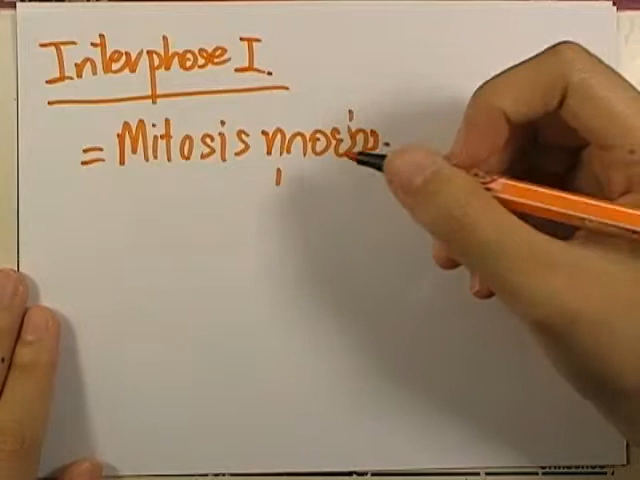 Interphase I.
= Mitosis ทุกอย่าง.